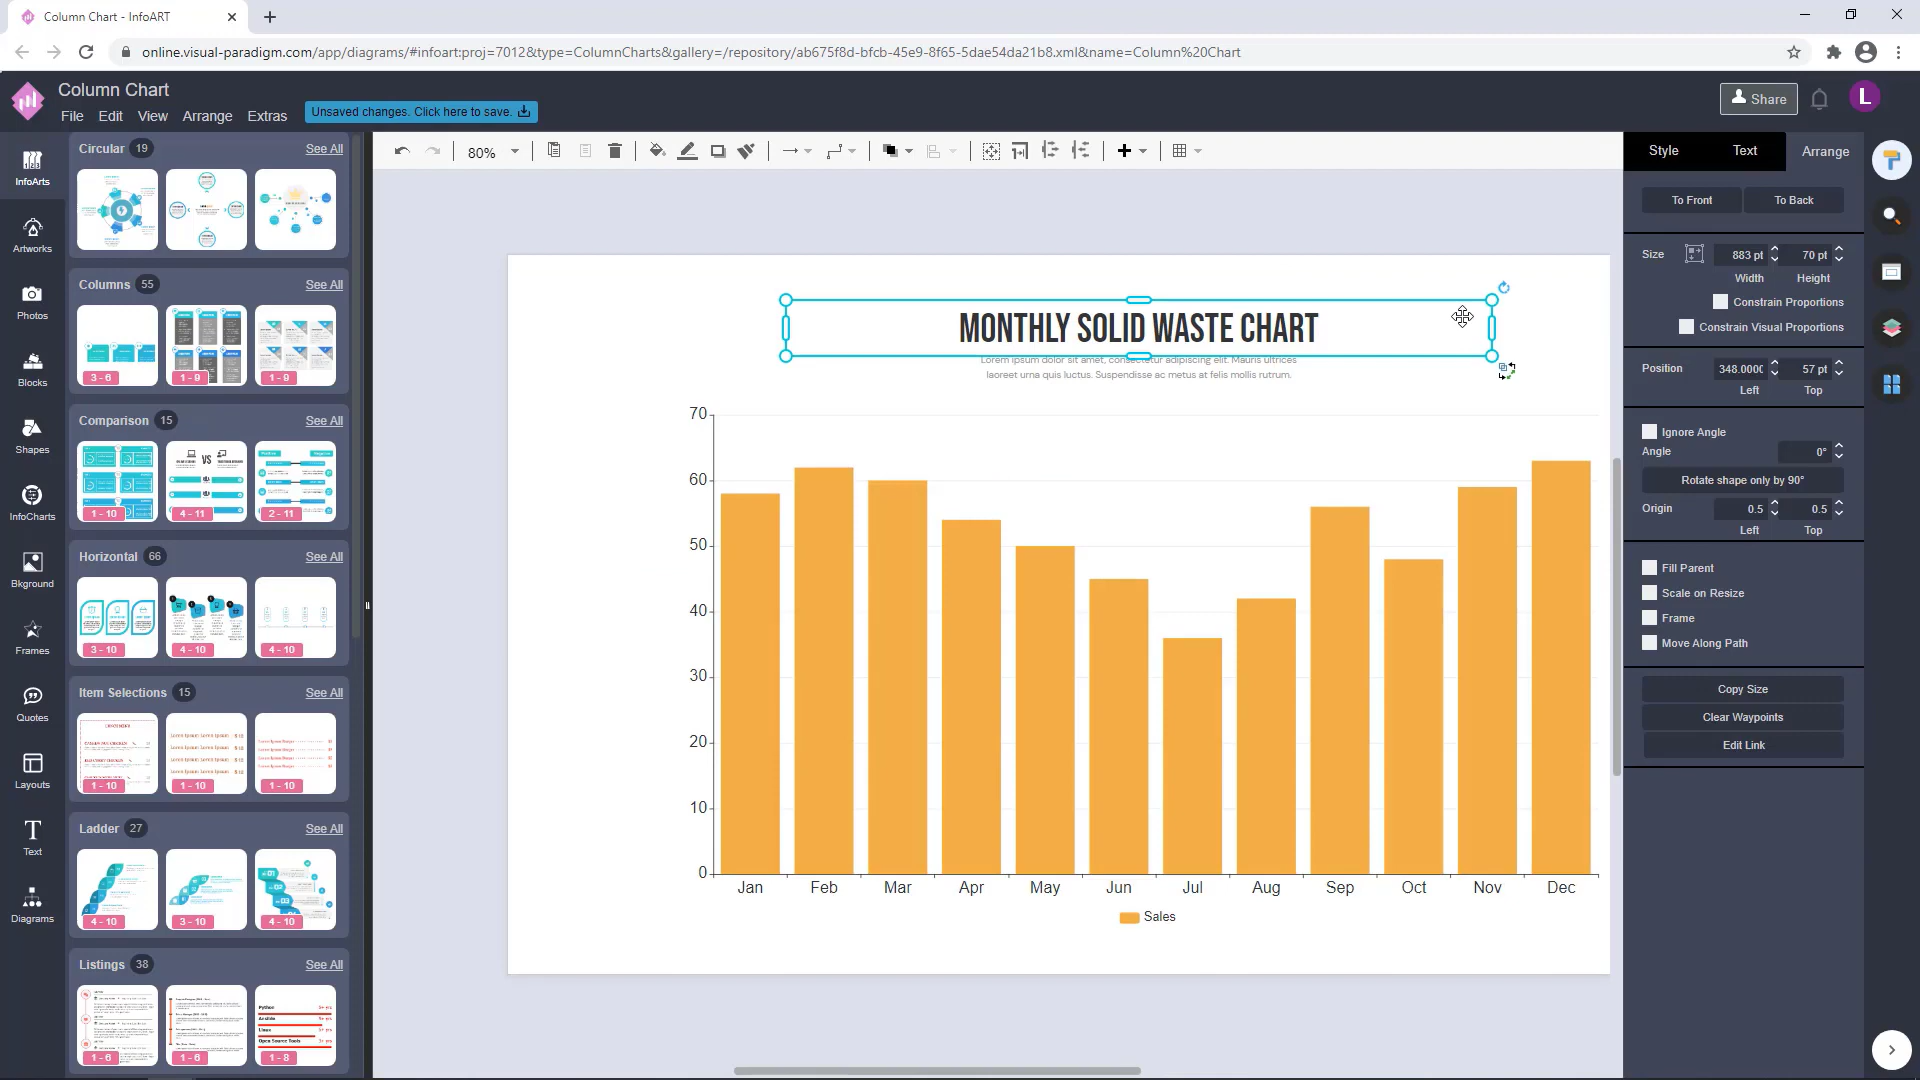 Column Chart - InfoART
online.visual-paradigm.com/app/diagrams/#infoart:proj=7012&type=ColumnCharts&gallery=/repository/ab675f8d-bfcb-45e9-8f65-5dae54da21b8.xml&name=Column%20Chart
Column Chart
File Edit View Arrange Extras
Unsaved changes. Click here to save.
Share
L
InfoArts
Artworks
Photos
Blocks
Shapes
InfoCharts
Bkground
Frames
Quotes
Layouts
Text
Diagrams
Circular 19 See All
Columns 55 See All
3 - 6 1 - 9 1 - 9
Comparison 15 See All
VS
1 - 10 4 - 11 2 - 11
Horizontal 66 See All
3 - 10 4 - 10 4 - 10
Item Selections 15 See All
1 - 10 1 - 10 1 - 10
Ladder 27 See All
4 - 10 3 - 10 4 - 10
Listings 38 See All
Python
Linux
Open Source Tools
1 - 6 1 - 6 1 - 8
80%
MONTHLY SOLID WASTE CHART
Lorem ipsum dolor sit amet, consectetur adipiscing elit. Mauris ultrices
laoreet urna quis luctus. Suspendisse ac metus at felis mollis rutrum.
70
60
50
40
30
20
10
0
Jan Feb Mar Apr May Jun Jul Aug Sep Oct Nov Dec
Sales
Style Text Arrange
To Front To Back
Size 883 pt 70 pt
Width Height
Constrain Proportions
Constrain Visual Proportions
Position 348.0000 57 pt
Left Top
Ignore Angle
Angle 0°
Rotate shape only by 90°
Origin 0.5 0.5
Left Top
Fill Parent
Scale on Resize
Frame
Move Along Path
Copy Size
Clear Waypoints
Edit Link